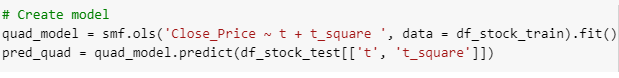 # Create model
quad_model = smf.ols('Close_Price ~ t + t_square ', data = df_stock_train).fit()
pred_quad = quad_model.predict(df_stock_test[['t', 't_square']])